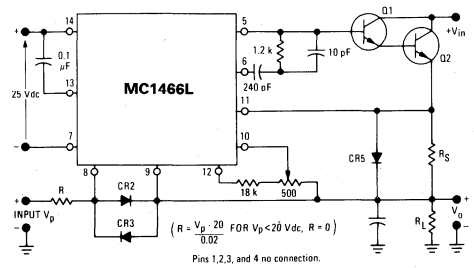 Q1
+Vin
Q2
5
14
+
0.1
µF
13
25 Vdc
7
−
MC1466L
1.2 k
10 pF
6
240 pF
11
10
12
8
9
CR5
RS
18 k
500
CR2
CR3
R
+
INPUT Vp
−
( R = Vp · 20 / 0.02 FOR Vp<20 Vdc, R = 0 )
RL
+
Vo
−
Pins 1,2,3, and 4 no connection.